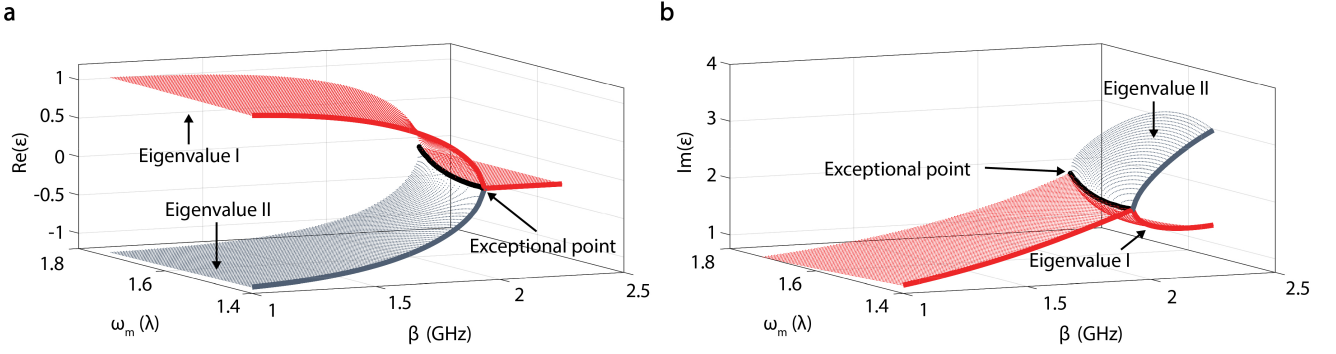 a
Re(ε)
1
0.5
0
-0.5
-1
Eigenvalue I
Eigenvalue II
Exceptional point
1.8
1.6
1.4
ωm (λ)
1
1.5
2
2.5
β (GHz)
b
Im(ε)
4
3
2
1
Eigenvalue II
Exceptional point
Eigenvalue I
1.8
1.6
1.4
ωm (λ)
1
1.5
2
2.5
β (GHz)